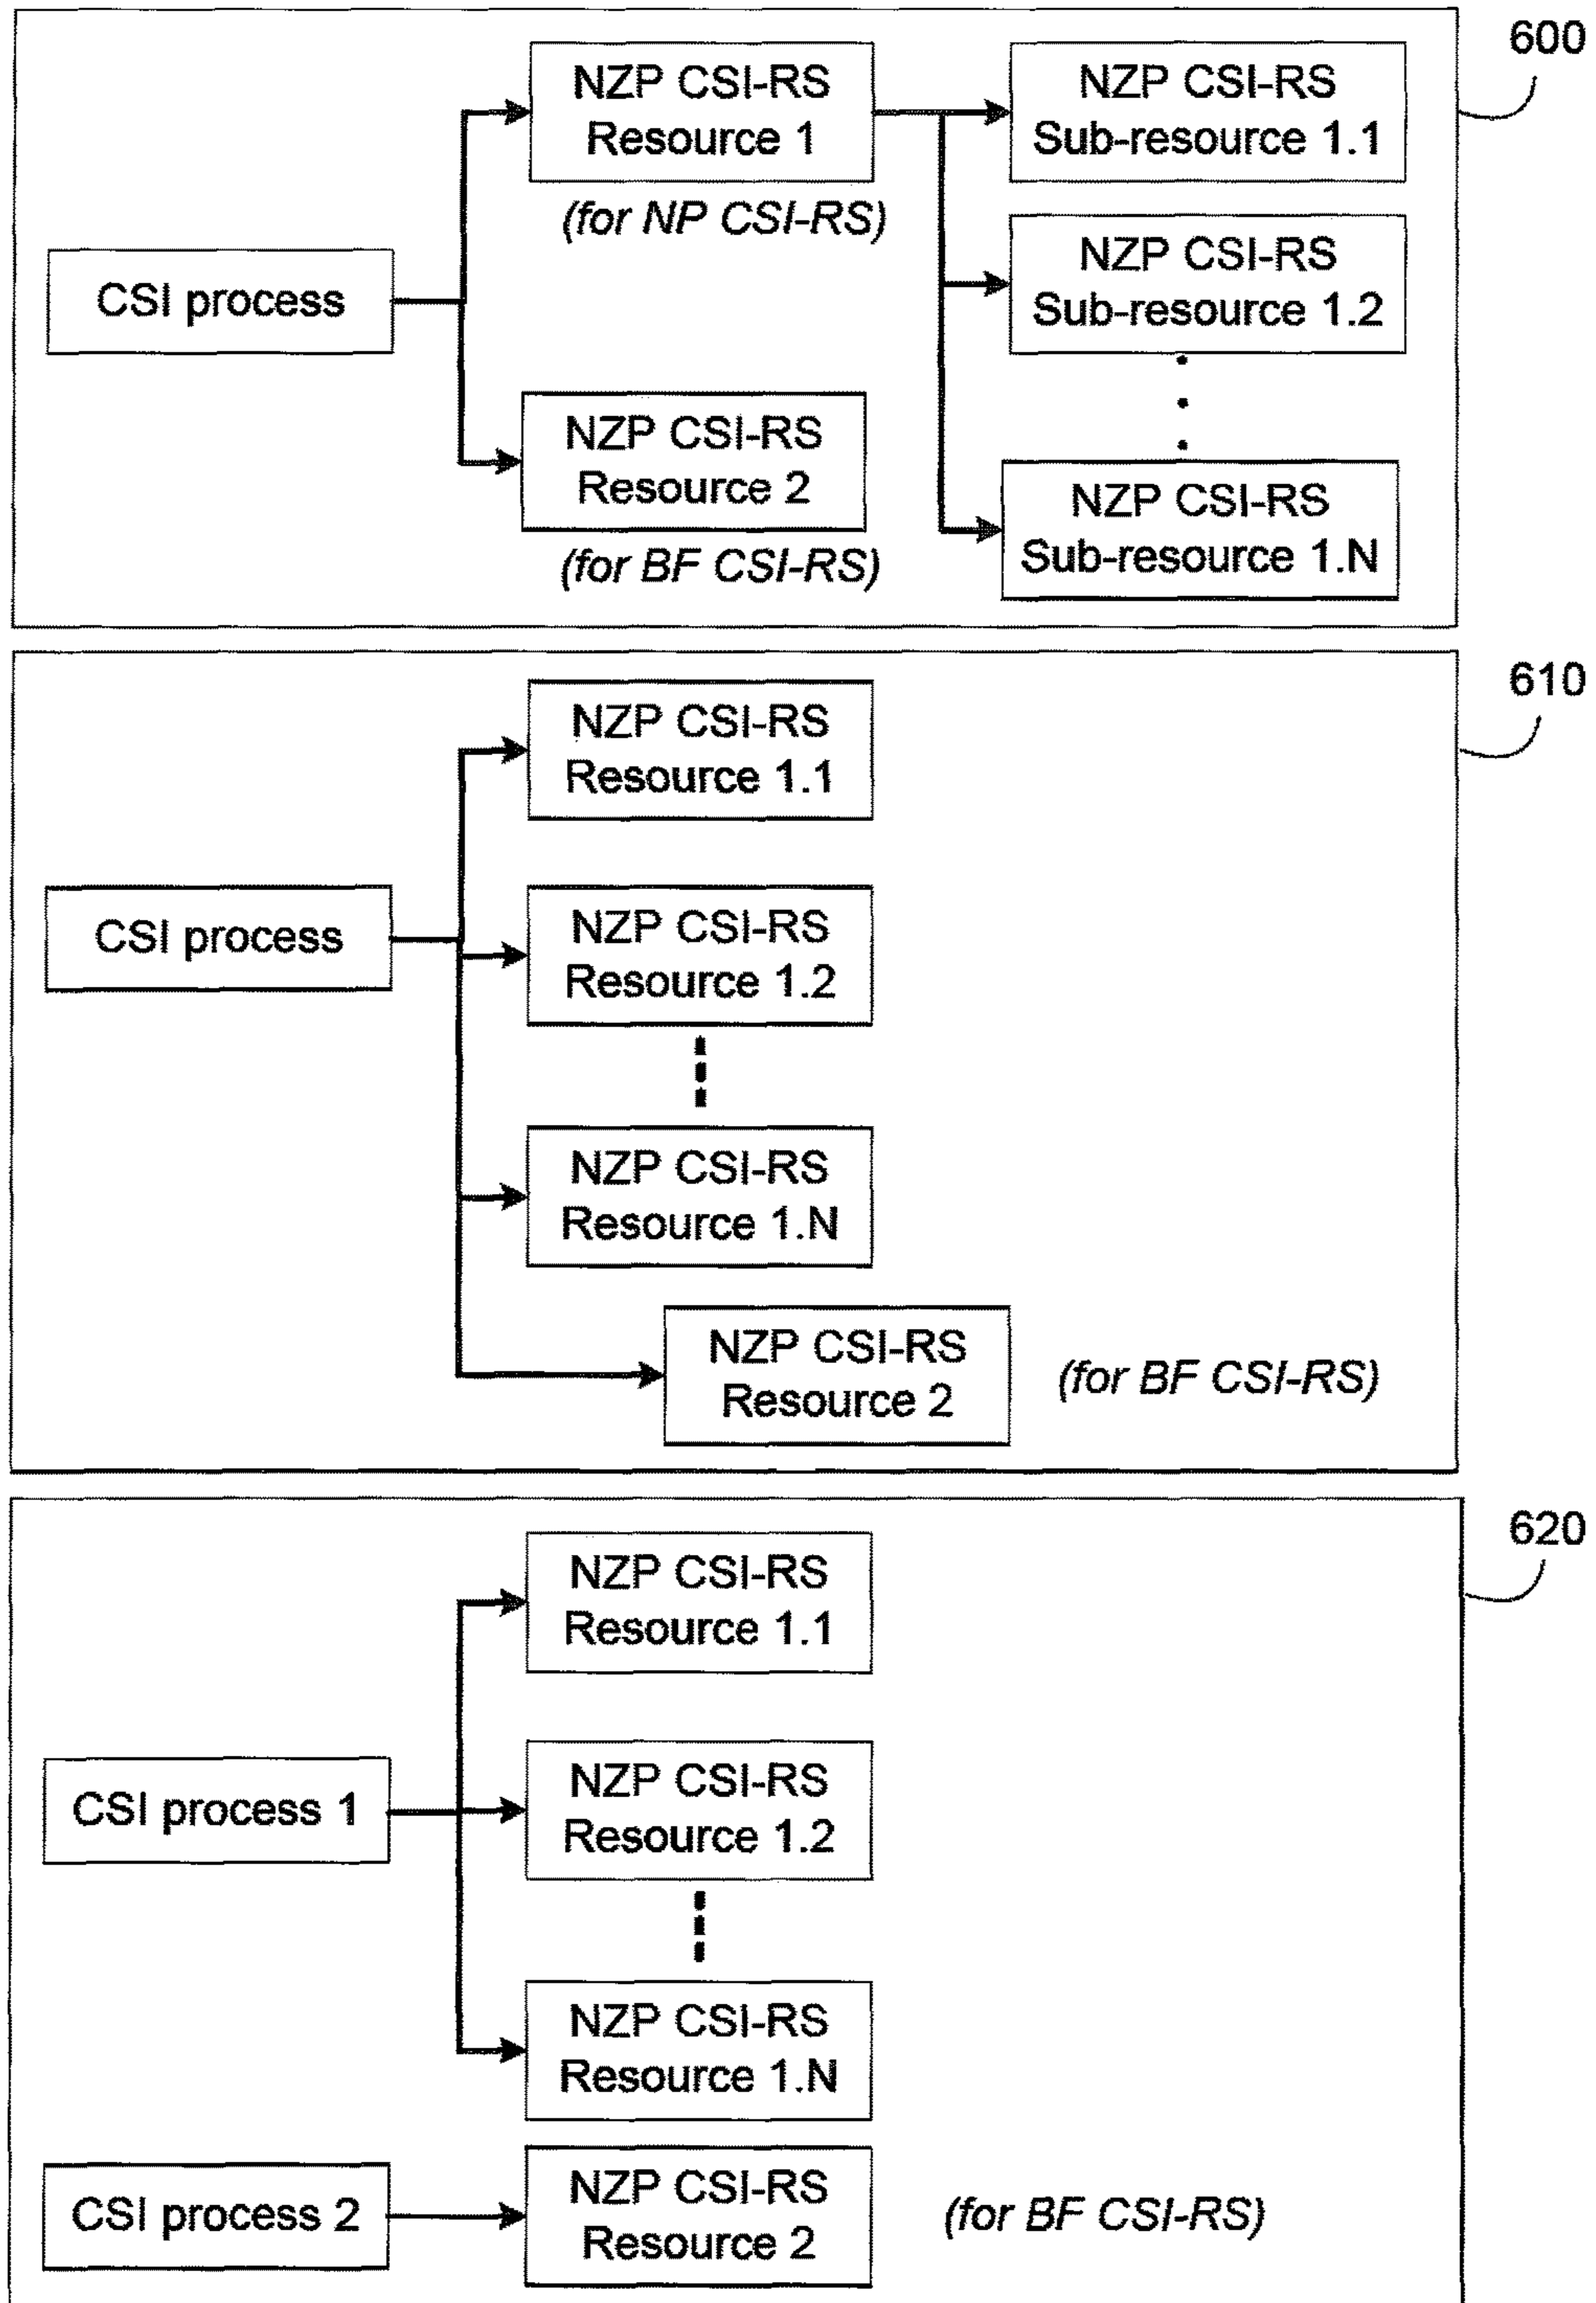 600
NZP CSI-RS
Resource 1
(for NP CSI-RS)
NZP CSI-RS
Sub-resource 1.1
NZP CSI-RS
Sub-resource 1.2
CSI process
NZP CSI-RS
Resource 2
(for BF CSI-RS)
NZP CSI-RS
Sub-resource 1.N
610
NZP CSI-RS
Resource 1.1
CSI process
NZP CSI-RS
Resource 1.2
NZP CSI-RS
Resource 1.N
NZP CSI-RS
Resource 2
(for BF CSI-RS)
620
NZP CSI-RS
Resource 1.1
CSI process 1
NZP CSI-RS
Resource 1.2
NZP CSI-RS
Resource 1.N
CSI process 2
NZP CSI-RS
Resource 2
(for BF CSI-RS)